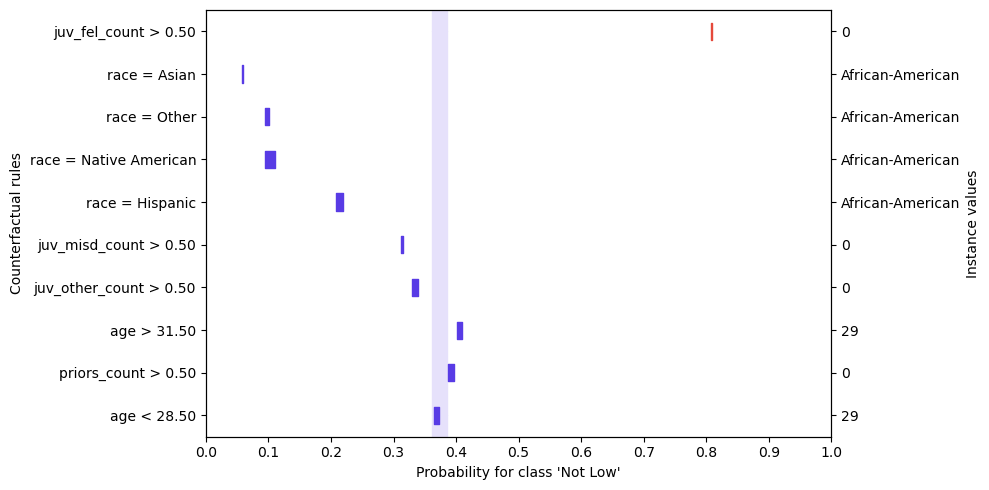 juv_fel_count > 0.50
0
race = Asian
African-American
race = Other
African-American
race = Native American
African-American
race = Hispanic
African-American
juv_misd_count > 0.50
0
juv_other_count > 0.50
0
age > 31.50
29
priors_count > 0.50
0
age < 28.50
29
Counterfactual rules
Instance values
0.0 0.1 0.2 0.3 0.4 0.5 0.6 0.7 0.8 0.9 1.0
Probability for class 'Not Low'